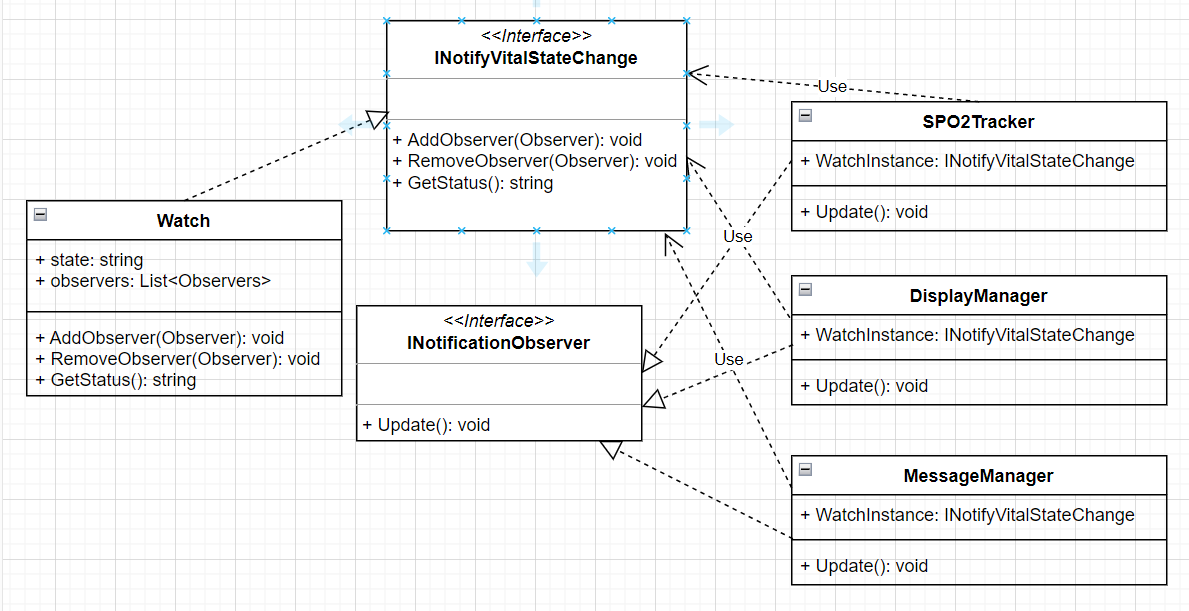 <<Interface>>
INotifyVitalStateChange
+ AddObserver(Observer): void
+ RemoveObserver(Observer): void
+ GetStatus(): string
Use
SPO2Tracker
+ WatchInstance: INotifyVitalStateChange
+ Update(): void
Watch
+ state: string
+ observers: List<Observers>
+ AddObserver(Observer): void
+ RemoveObserver(Observer): void
+ GetStatus(): string
Use
<<Interface>>
INotificationObserver
+ Update(): void
DisplayManager
+ WatchInstance: INotifyVitalStateChange
+ Update(): void
Use
MessageManager
+ WatchInstance: INotifyVitalStateChange
+ Update(): void